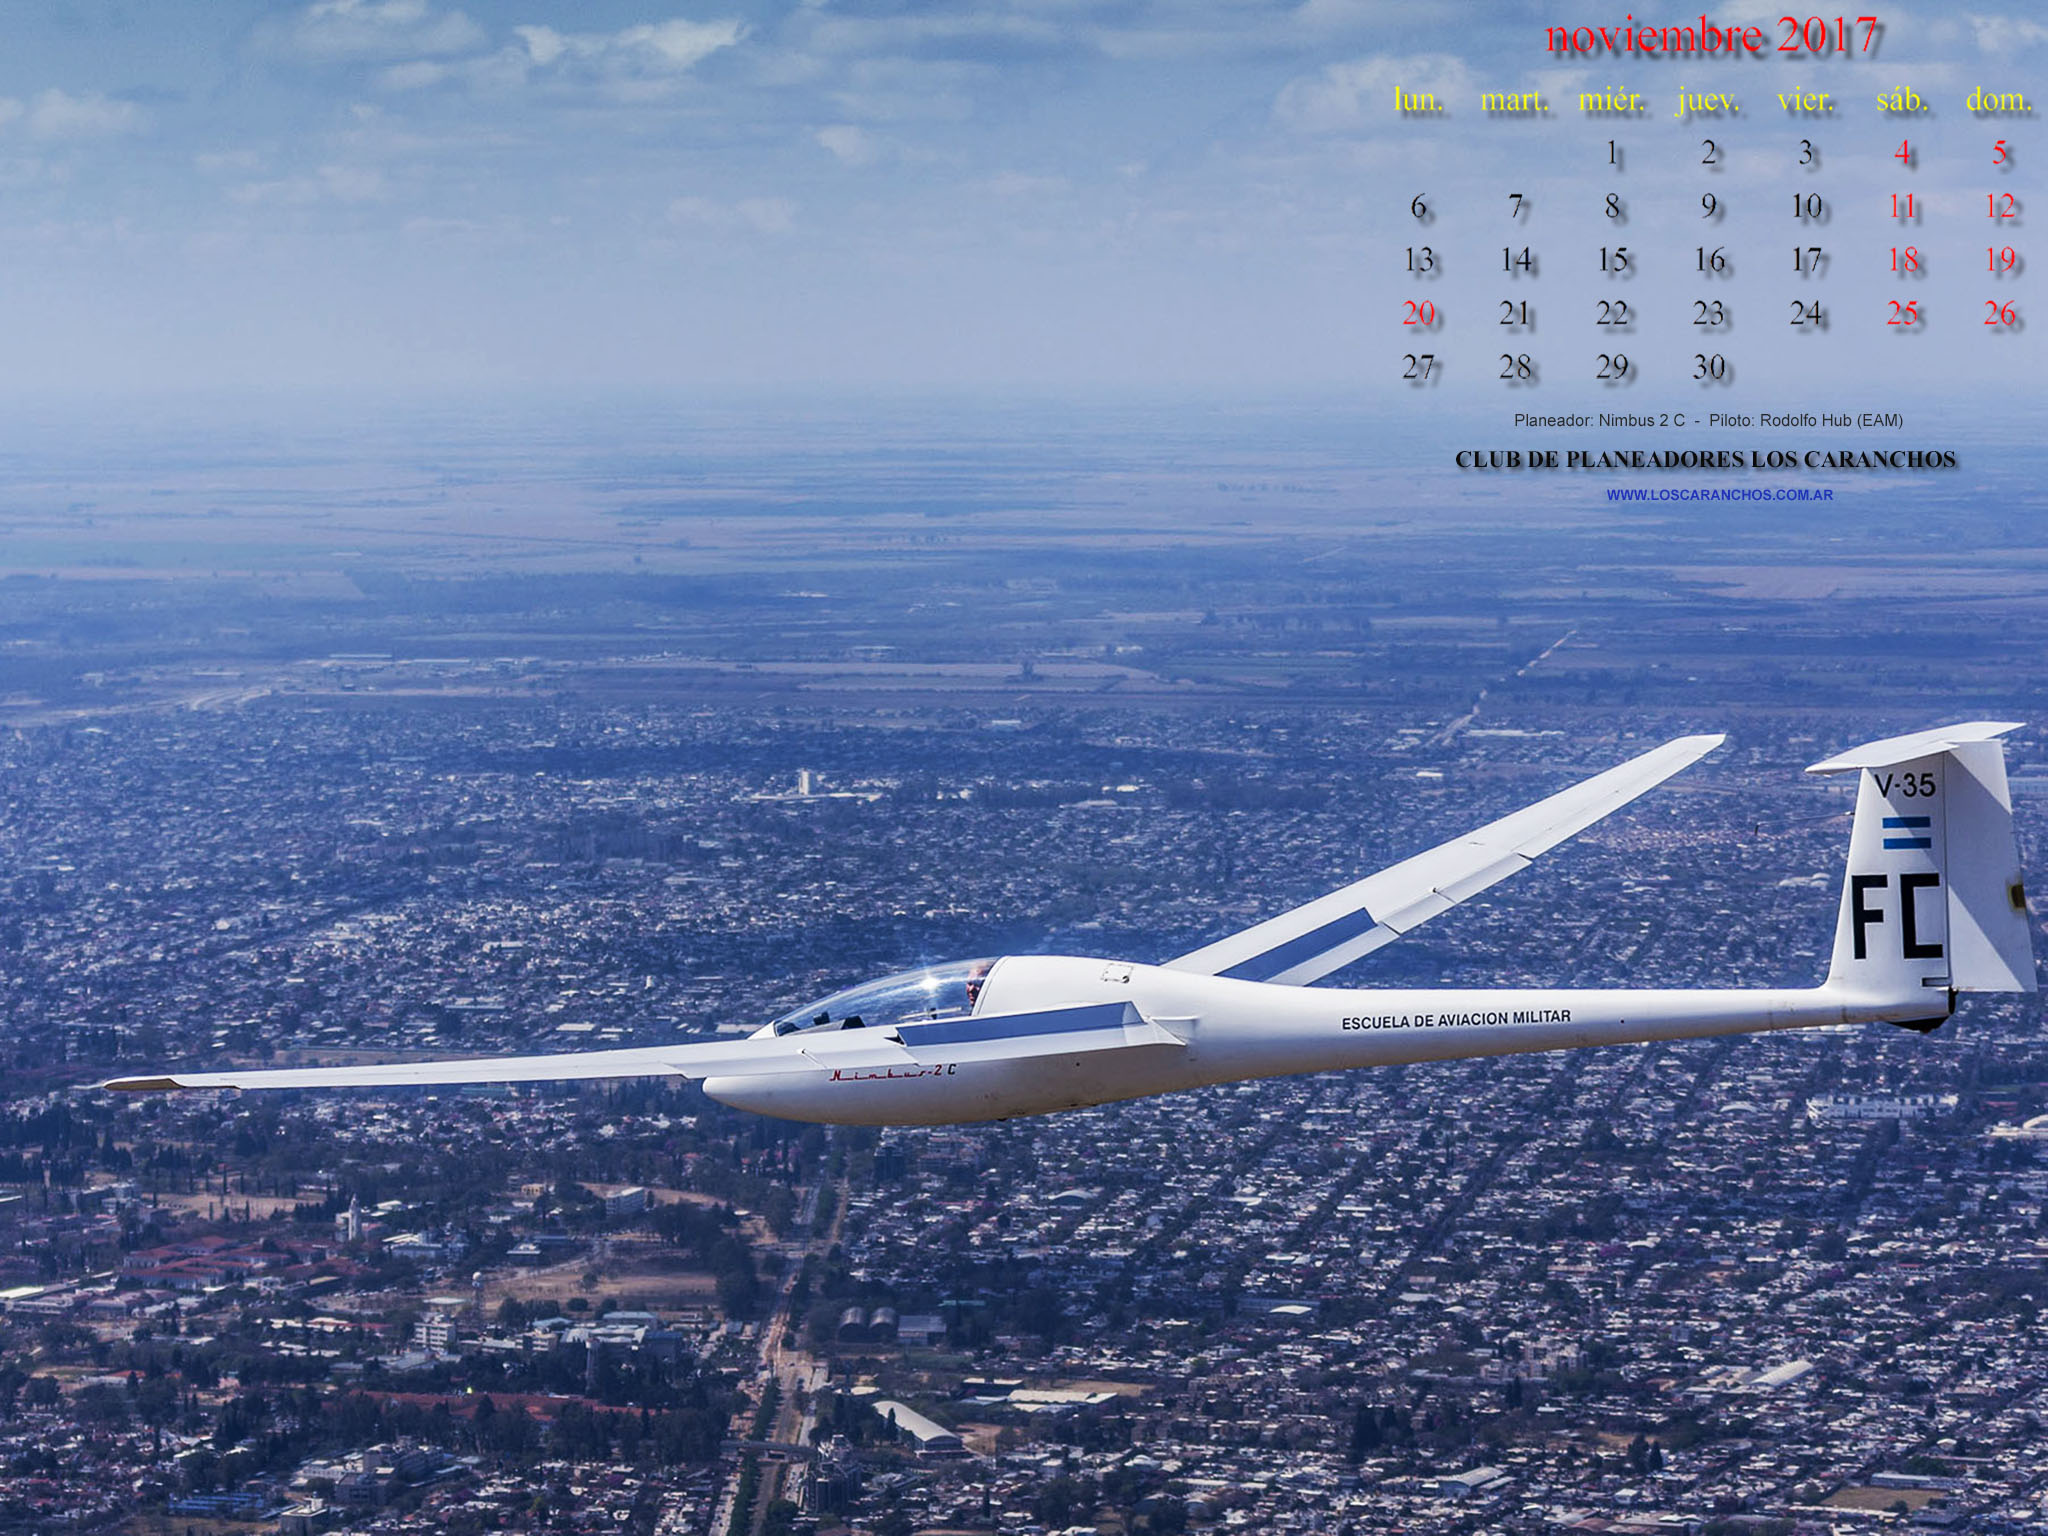 noviembre 2017
lun. mart. miér. juev. vier. sáb. dom.
1 2 3 4 5
6 7 8 9 10 11 12
13 14 15 16 17 18 19
20 21 22 23 24 25 26
27 28 29 30
Planeador: Nimbus 2 C - Piloto: Rodolfo Hub (EAM)
CLUB DE PLANEADORES LOS CARANCHOS
WWW.LOSCARANCHOS.COM.AR
V-35
FC
ESCUELA DE AVIACION MILITAR
Nimbus-2 C